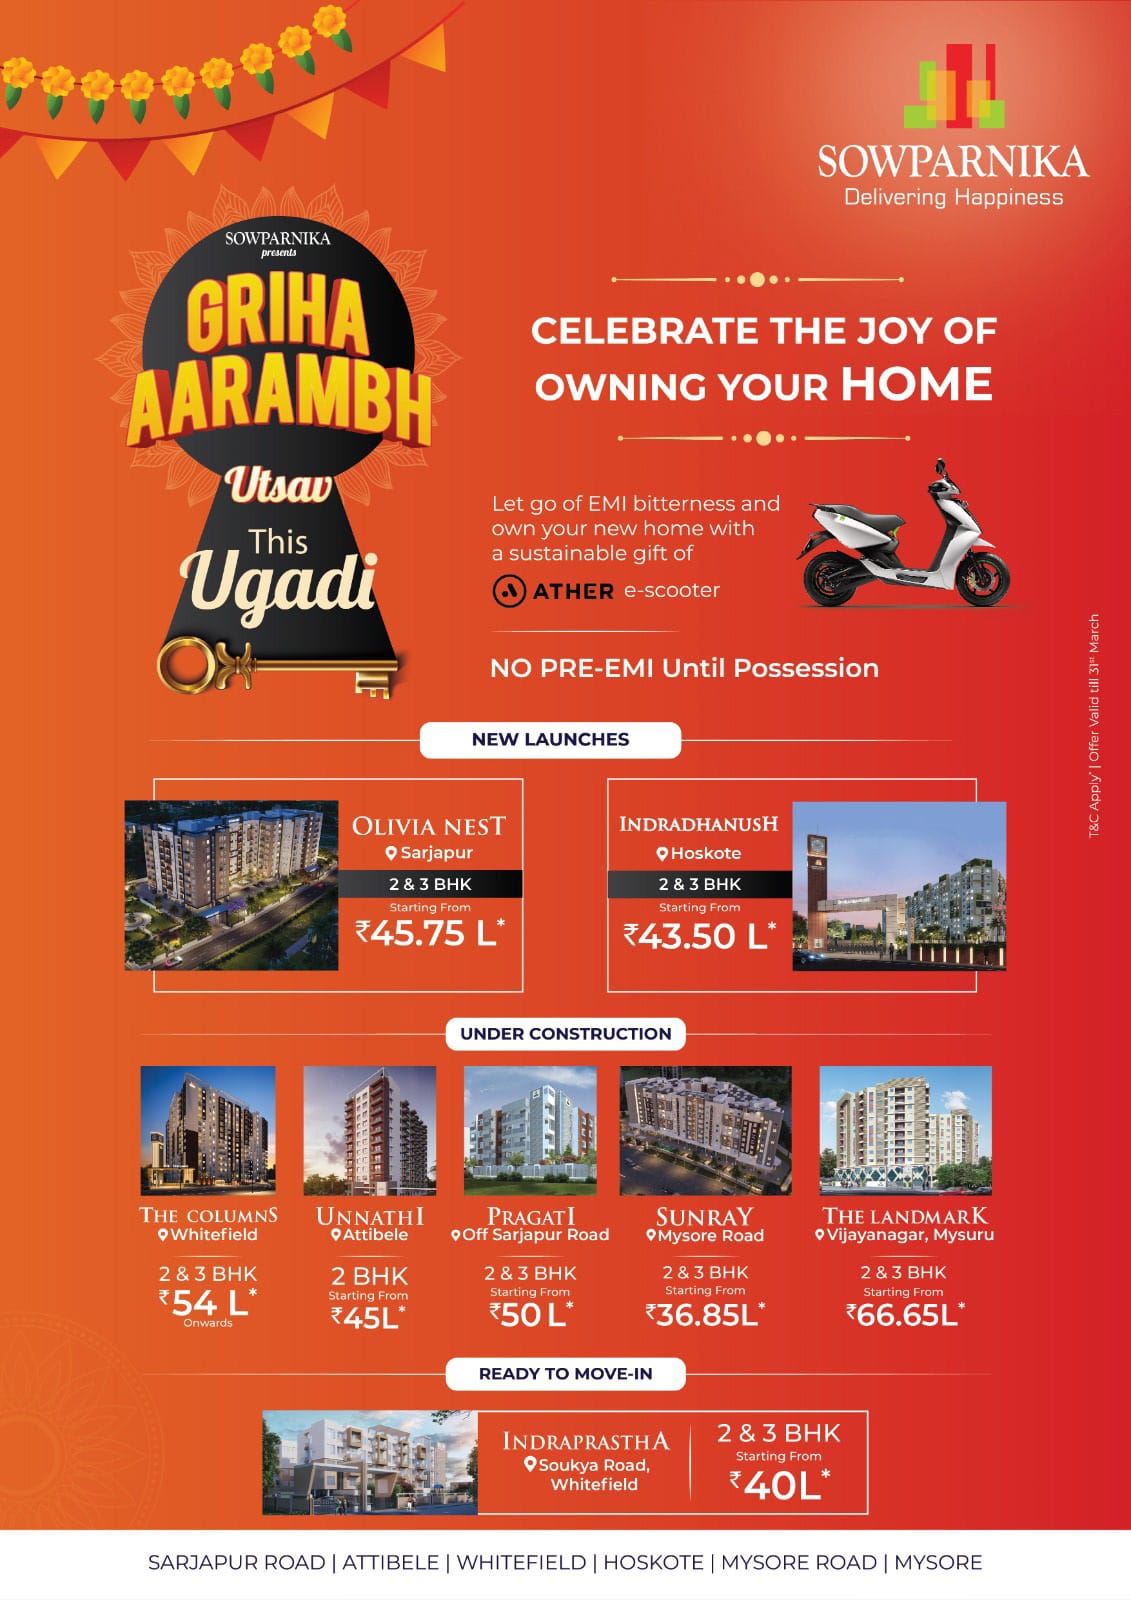 SOWPARNIKA
Delivering Happiness
SOWPARNIKA
presents
GRIHA
AARAMBH
Utsav
This
Ugadi
CELEBRATE THE JOY OF
OWNING YOUR HOME
Let go of EMI bitterness and
own your new home with
a sustainable gift of
ATHER e-scooter
NO PRE-EMI Until Possession
T&C Apply* | Offer Valid till 31st March
NEW LAUNCHES
OLIVIA NEST
Sarjapur
2 & 3 BHK
Starting From
₹45.75 L*
INDRADHANUSH
Hoskote
2 & 3 BHK
Starting From
₹43.50 L*
UNDER CONSTRUCTION
THE COLUMNS
Whitefield
2 & 3 BHK
₹54 L*
Onwards
UNNATHI
Attibele
2 BHK
Starting From
₹45L*
PRAGATI
Off Sarjapur Road
2 & 3 BHK
Starting From
₹50 L*
SUNRAY
Mysore Road
2 & 3 BHK
Starting From
₹36.85L*
THE LANDMARK
Vijayanagar, Mysuru
2 & 3 BHK
Starting From
₹66.65L*
READY TO MOVE-IN
INDRAPRASTHA
Soukya Road,
Whitefield
2 & 3 BHK
Starting From
₹40L*
SARJAPUR ROAD | ATTIBELE | WHITEFIELD | HOSKOTE | MYSORE ROAD | MYSORE